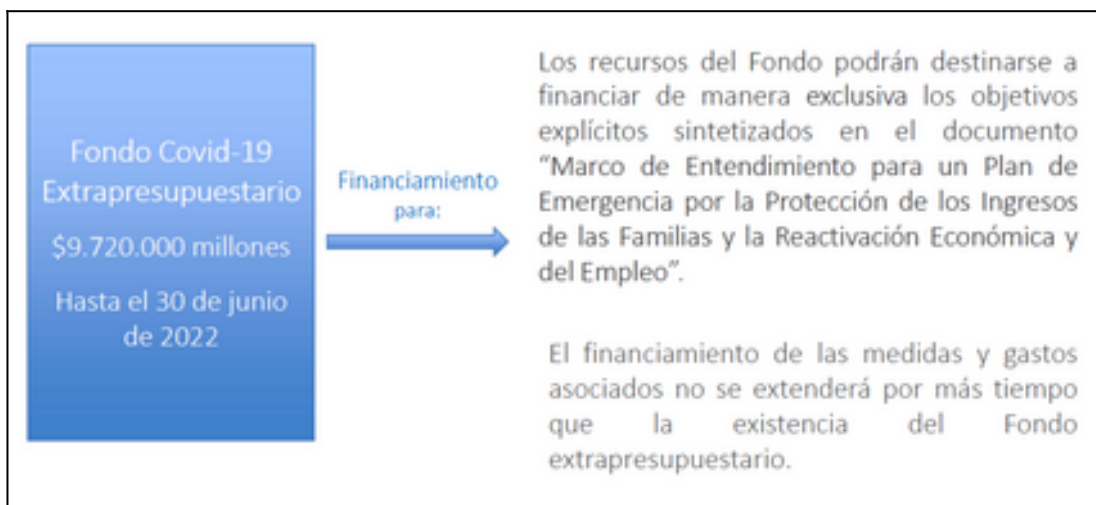 Fondo Covid-19
Extrapresupuestario
$9.720.000 millones
Hasta el 30 de junio
de 2022
Financiamiento
para:
Los recursos del Fondo podrán destinarse a
financiar de manera exclusiva los objetivos
explícitos sintetizados en el documento
“Marco de Entendimiento para un Plan de
Emergencia por la Protección de los Ingresos
de las Familias y la Reactivación Económica y
del Empleo”.
El financiamiento de las medidas y gastos
asociados no se extenderá por más tiempo
que la existencia del Fondo
extrapresupuestario.